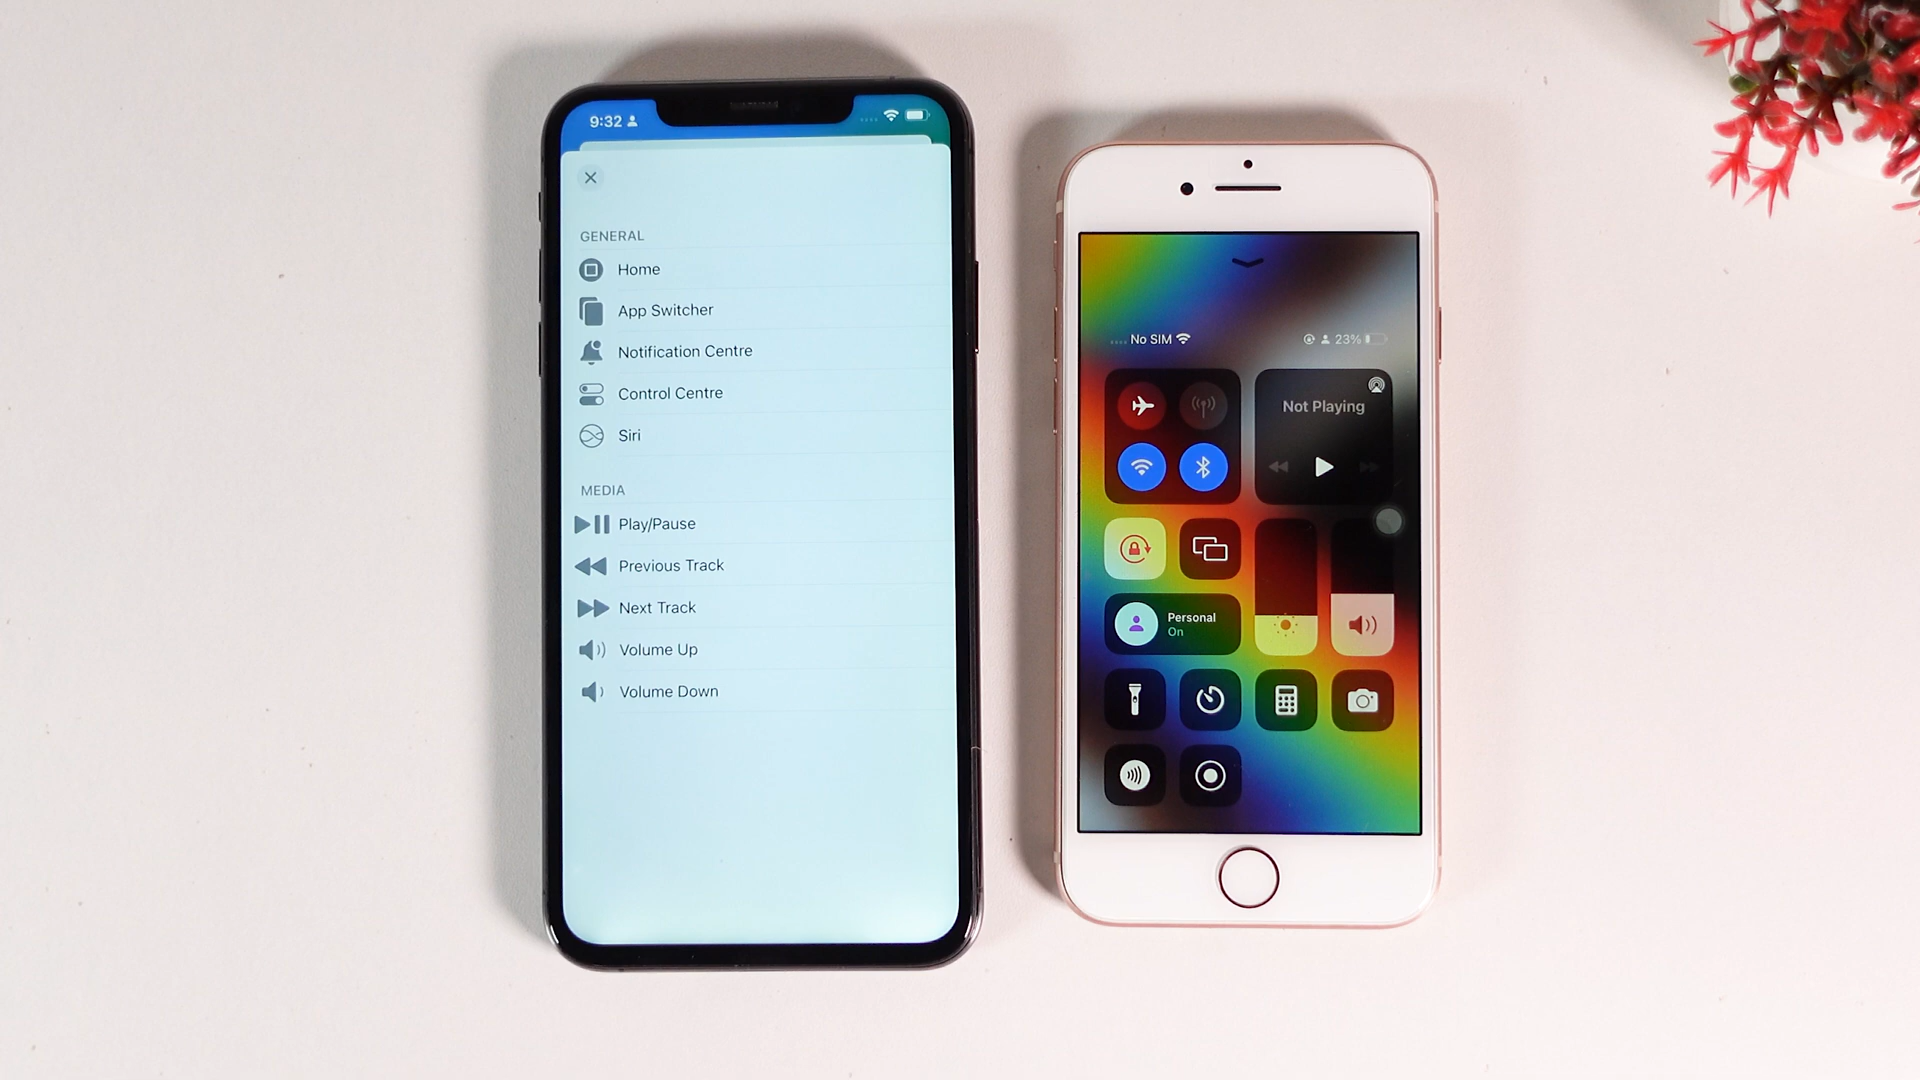 9:32
GENERAL
Home
App Switcher
Notification Centre
Control Centre
Siri
MEDIA
Play/Pause
Previous Track
Next Track
Volume Up
Volume Down
No SIM 23%
Not Playing
Personal
On